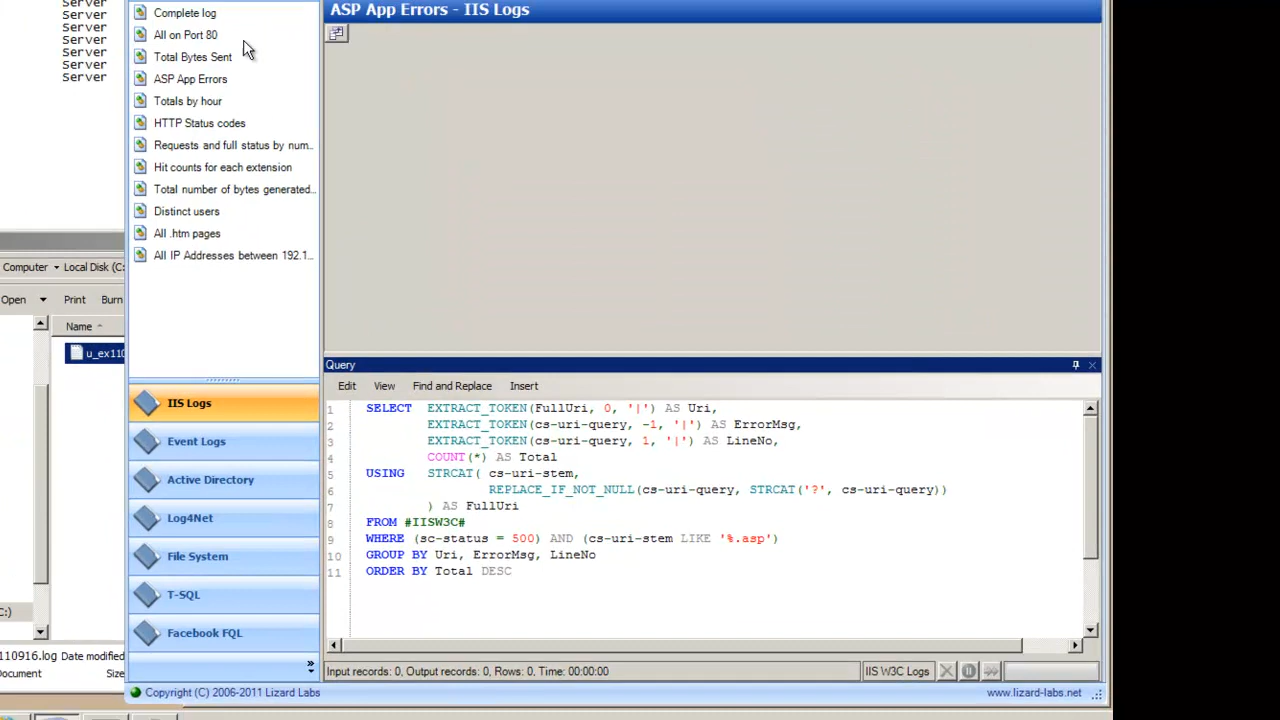 Server
Server
Server
Server
Server
Server
Server
Complete log
All on Port 80
Total Bytes Sent
ASP App Errors
Totals by hour
HTTP Status codes
Requests and full status by num...
Hit counts for each extension
Total number of bytes generated...
Distinct users
All .htm pages
All IP Addresses between 192.1...
ASP App Errors - IIS Logs
Computer Local Disk (C:
Open Print Burn
Name
u_ex110
C:)
110916.log Date modified
Document Size
IIS Logs
Event Logs
Active Directory
Log4Net
File System
T-SQL
Facebook FQL
»
Query
Edit View Find and Replace Insert
1 SELECT EXTRACT_TOKEN(FullUri, 0, '|') AS Uri,
2 EXTRACT_TOKEN(cs-uri-query, -1, '|') AS ErrorMsg,
3 EXTRACT_TOKEN(cs-uri-query, 1, '|') AS LineNo,
4 COUNT(*) AS Total
5 USING STRCAT( cs-uri-stem,
6 REPLACE_IF_NOT_NULL(cs-uri-query, STRCAT('?', cs-uri-query))
7 ) AS FullUri
8 FROM #IISW3C#
9 WHERE (sc-status = 500) AND (cs-uri-stem LIKE '%.asp')
10 GROUP BY Uri, ErrorMsg, LineNo
11 ORDER BY Total DESC
Input records: 0, Output records: 0, Rows: 0, Time: 00:00:00
IIS W3C Logs
Copyright (C) 2006-2011 Lizard Labs
www.lizard-labs.net